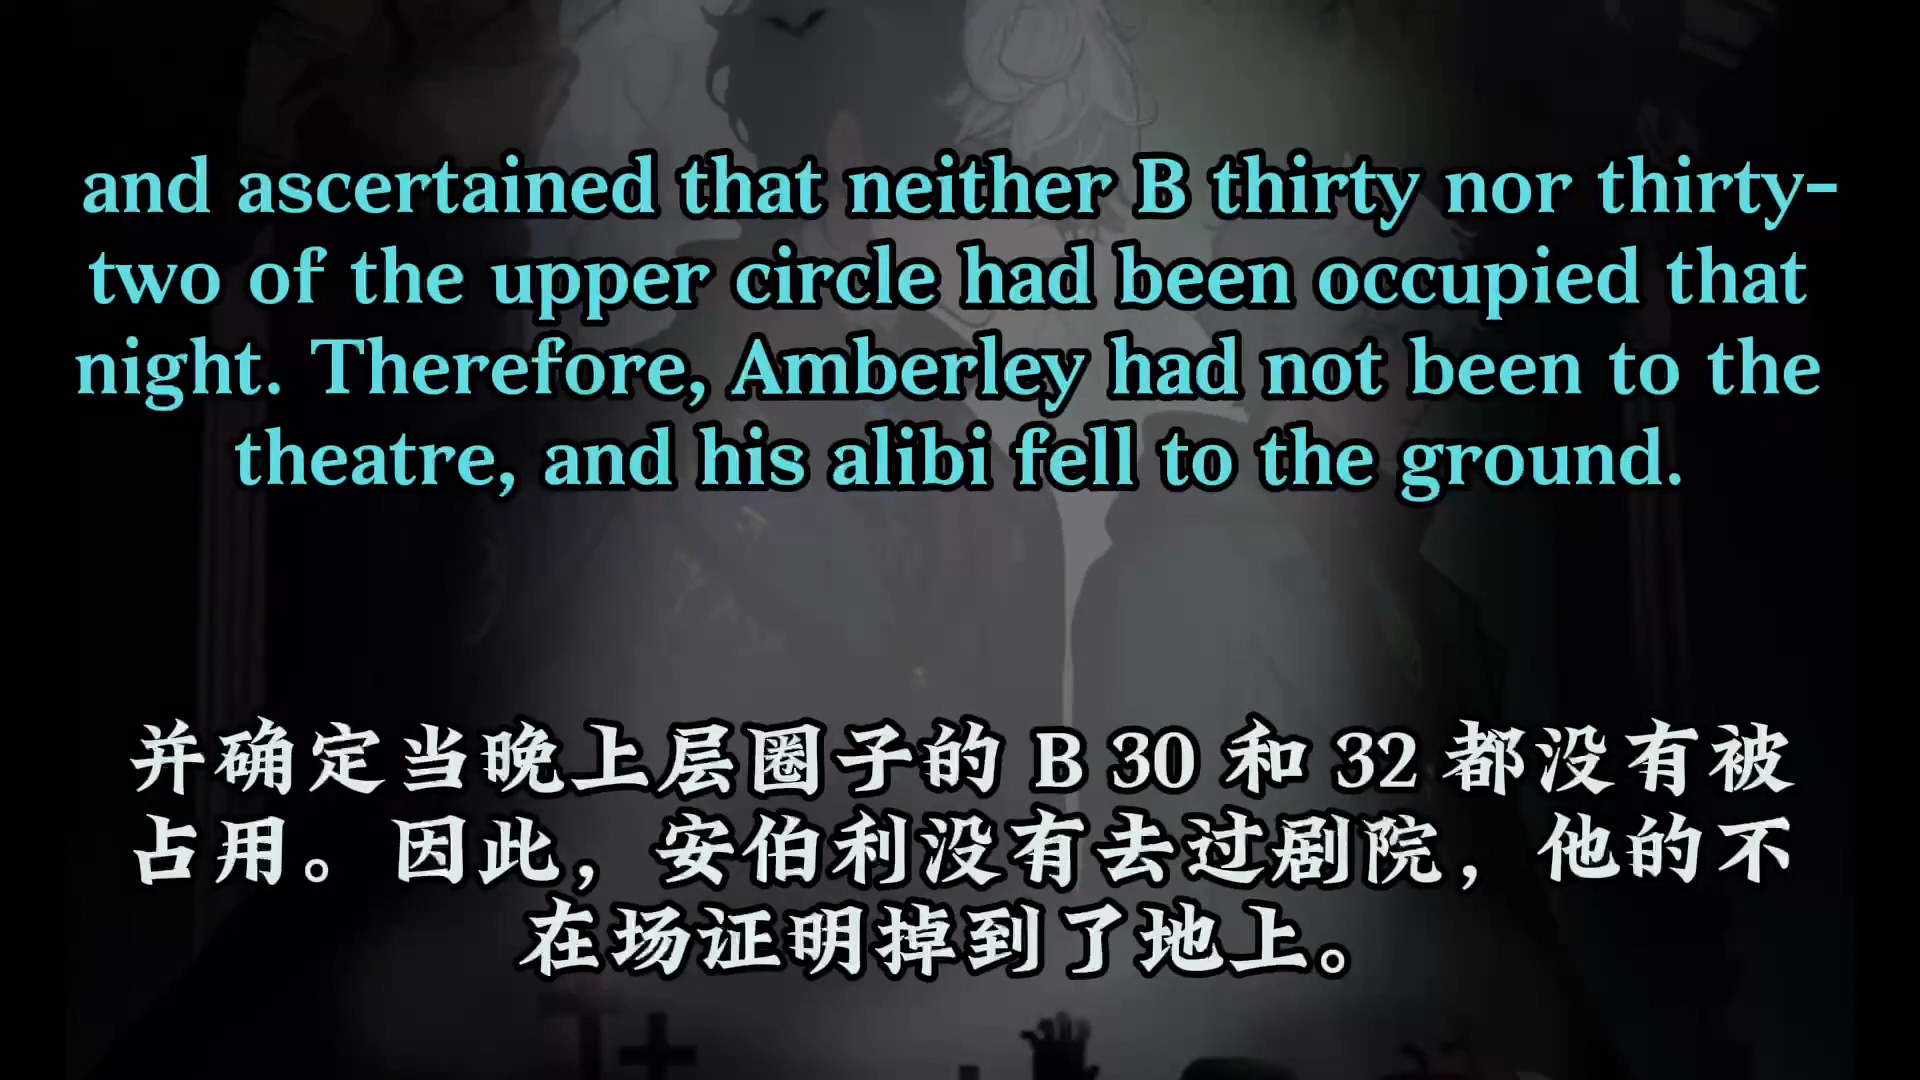 and ascertained that neither B thirty nor thirty-
two of the upper circle had been occupied that
night. Therefore, Amberley had not been to the
theatre, and his alibi fell to the ground.
并确定当晚上层圈子的 B 30 和 32 都没有被
占用。因此，安伯利没有去过剧院，他的不
在场证明掉到了地上。